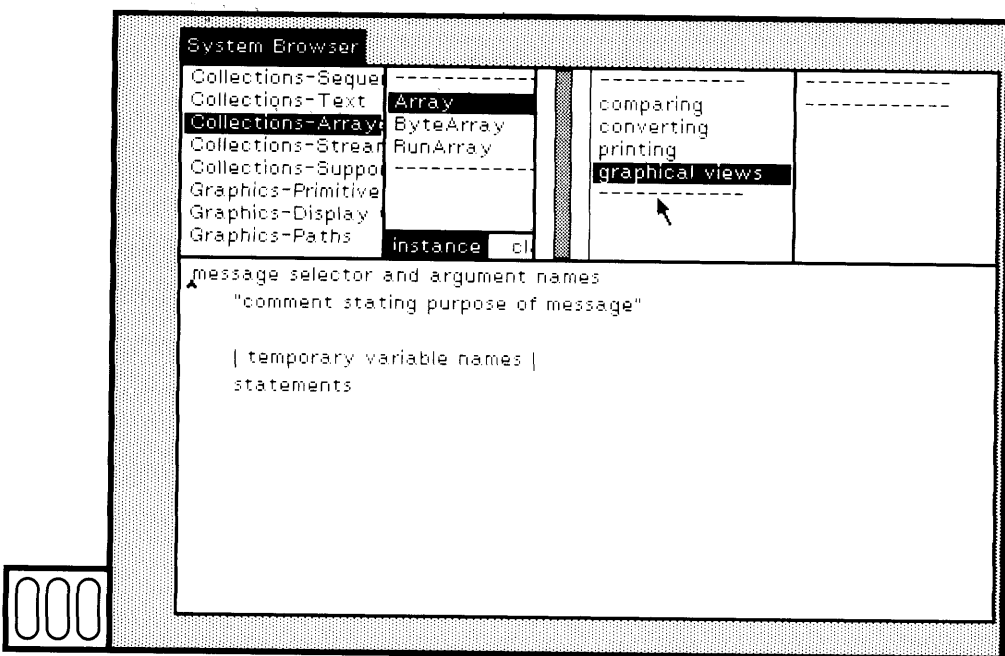 System Browser
Collections-Seque
Collections-Text
Collections-Array
Collections-Strear
Collections-Suppo
Graphics-Primitive
Graphics-Display
Graphics-Paths
--------------
Array
ByteArray
RunArray
--------------
instance cl
--------------
comparing
converting
printing
graphical views
--------------
--------------
--------------
message selector and argument names
"comment stating purpose of message"
| temporary variable names |
statements